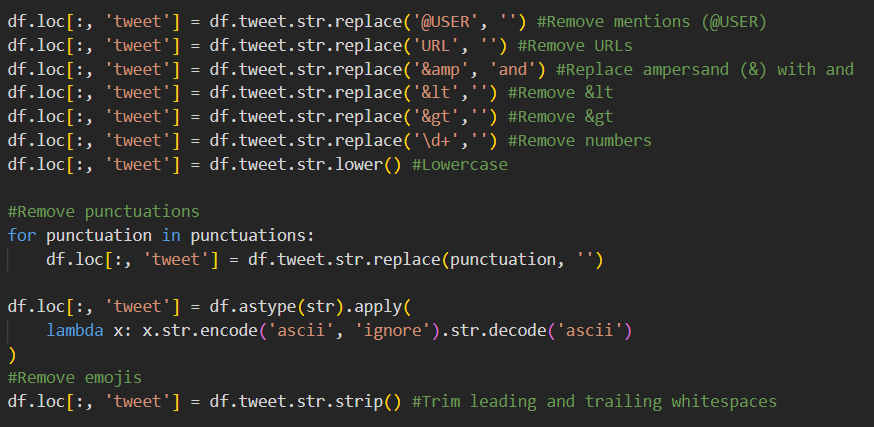 df.loc[:, 'tweet'] = df.tweet.str.replace('@USER', '') #Remove mentions (@USER)
df.loc[:, 'tweet'] = df.tweet.str.replace('URL', '') #Remove URLs
df.loc[:, 'tweet'] = df.tweet.str.replace('&amp', 'and') #Replace ampersand (&) with and
df.loc[:, 'tweet'] = df.tweet.str.replace('&lt','') #Remove &lt
df.loc[:, 'tweet'] = df.tweet.str.replace('&gt','') #Remove &gt
df.loc[:, 'tweet'] = df.tweet.str.replace('\d+','') #Remove numbers
df.loc[:, 'tweet'] = df.tweet.str.lower() #Lowercase

#Remove punctuations
for punctuation in punctuations:
    df.loc[:, 'tweet'] = df.tweet.str.replace(punctuation, '')

df.loc[:, 'tweet'] = df.astype(str).apply(
    lambda x: x.str.encode('ascii', 'ignore').str.decode('ascii')
)
#Remove emojis
df.loc[:, 'tweet'] = df.tweet.str.strip() #Trim leading and trailing whitespaces